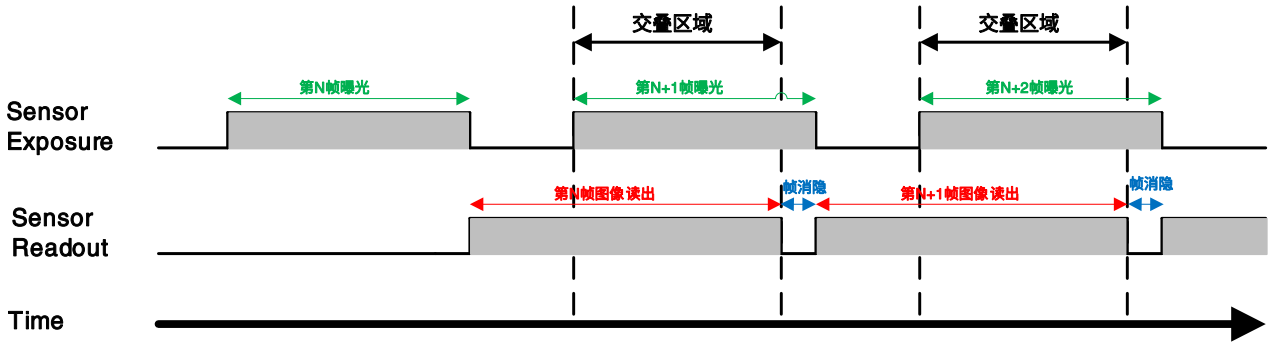 交叠区域 交叠区域
第N帧曝光 第N+1帧曝光 第N+2帧曝光
Sensor
Exposure
第N帧图像读出 帧消隐 第N+1帧图像读出 帧消隐
Sensor
Readout
Time